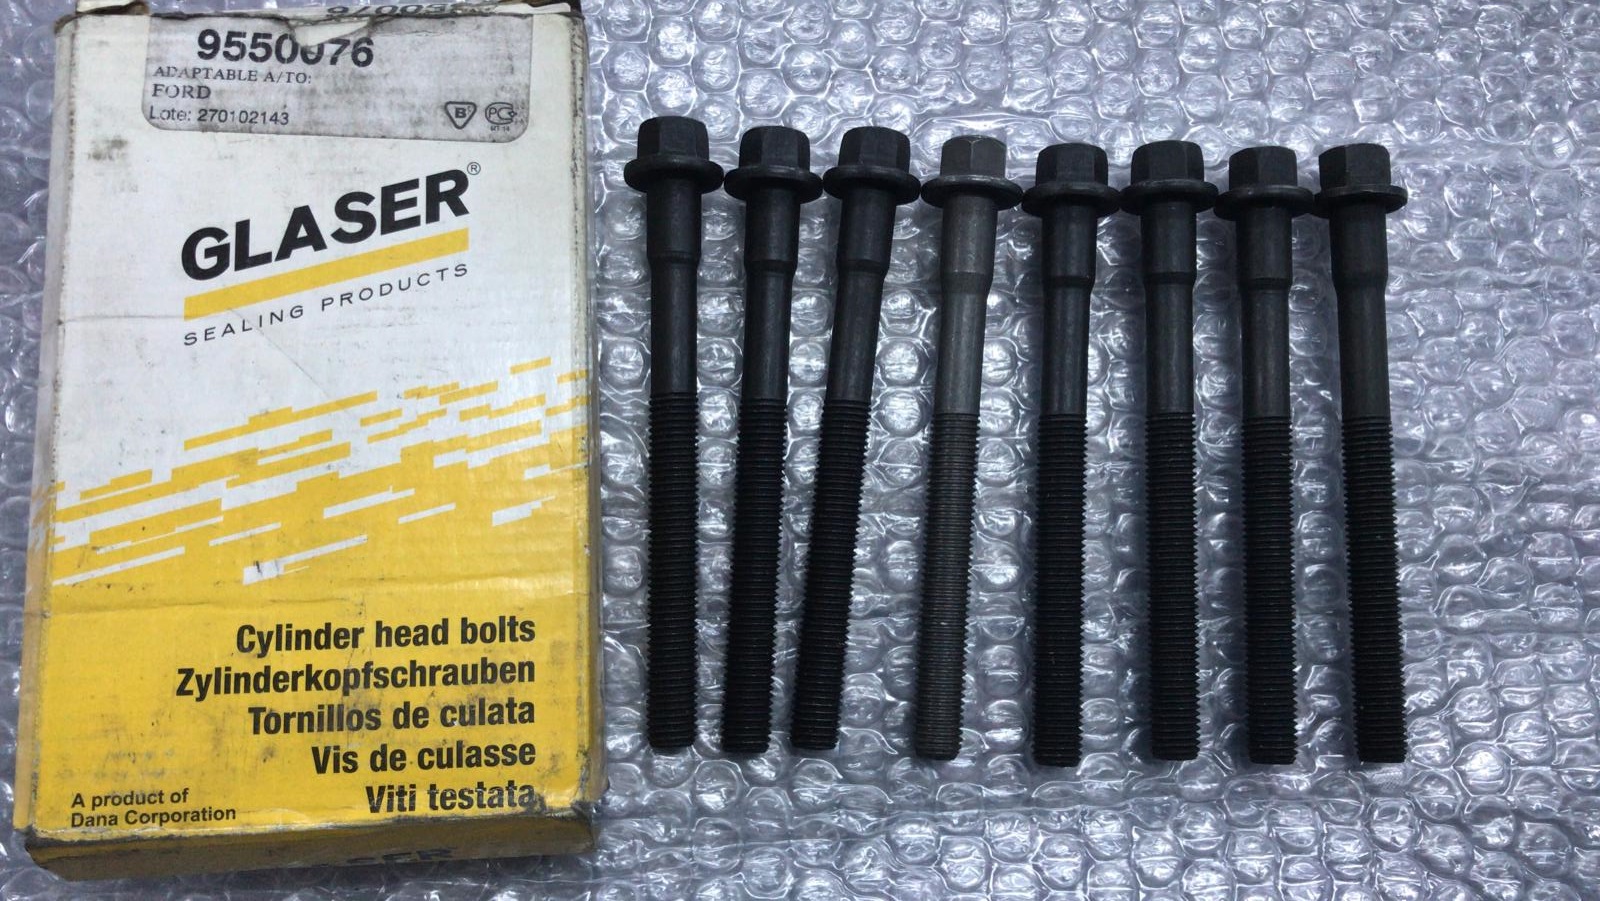 9550076
ADAPTABLE A/TO:
FORD
Lote: 270102143
B
GLASER®
SEALING PRODUCTS
Cylinder head bolts
Zylinderkopfschrauben
Tornillos de culata
Vis de culasse
Viti testata
A product of
Dana Corporation